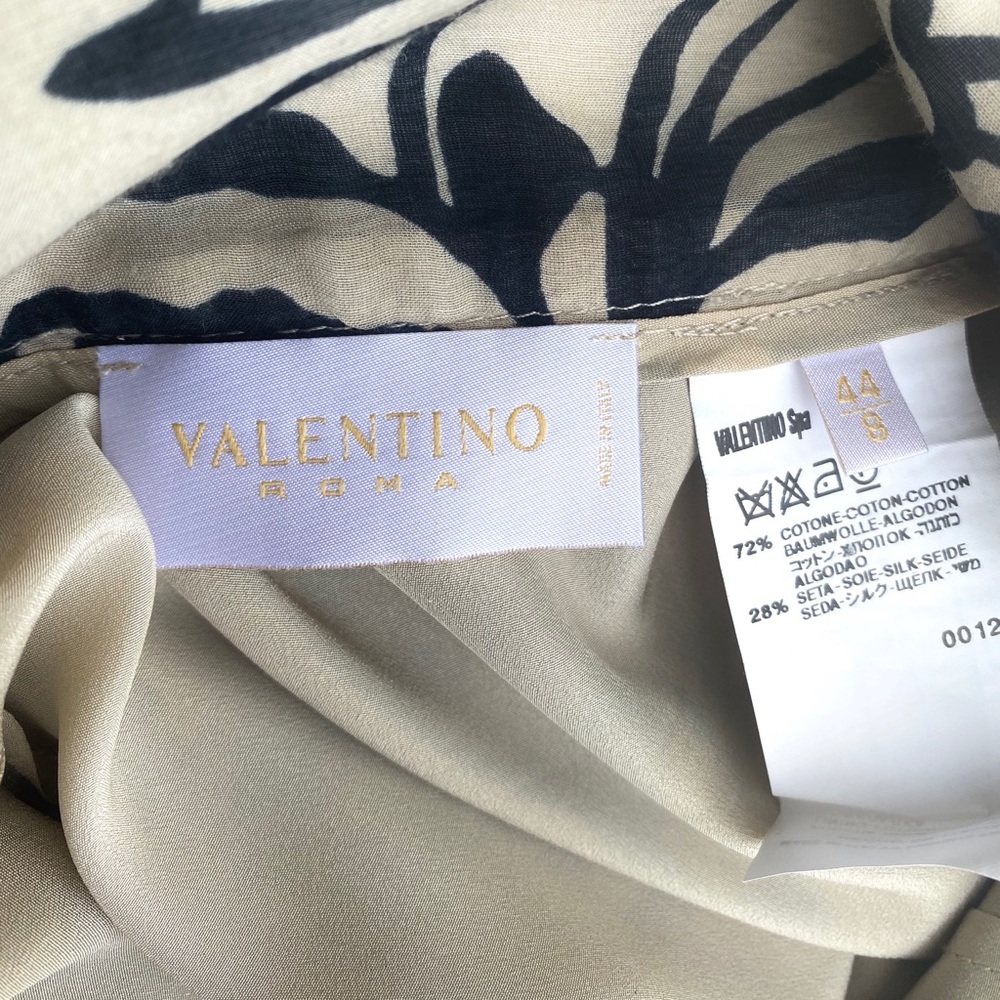 VALENTINO
ROMA
MADE IN ITALY
44
8
VALENTINO SpA
72% COTONE-COTON-COTTON
BAUMWOLLE-ALGODON
コットン-ХЛОПОК-כותנה
ALGODAO
28% SETA-SOIE-SILK-SEIDE
SEDA-シルク-ЩЕЛК-משי
0012